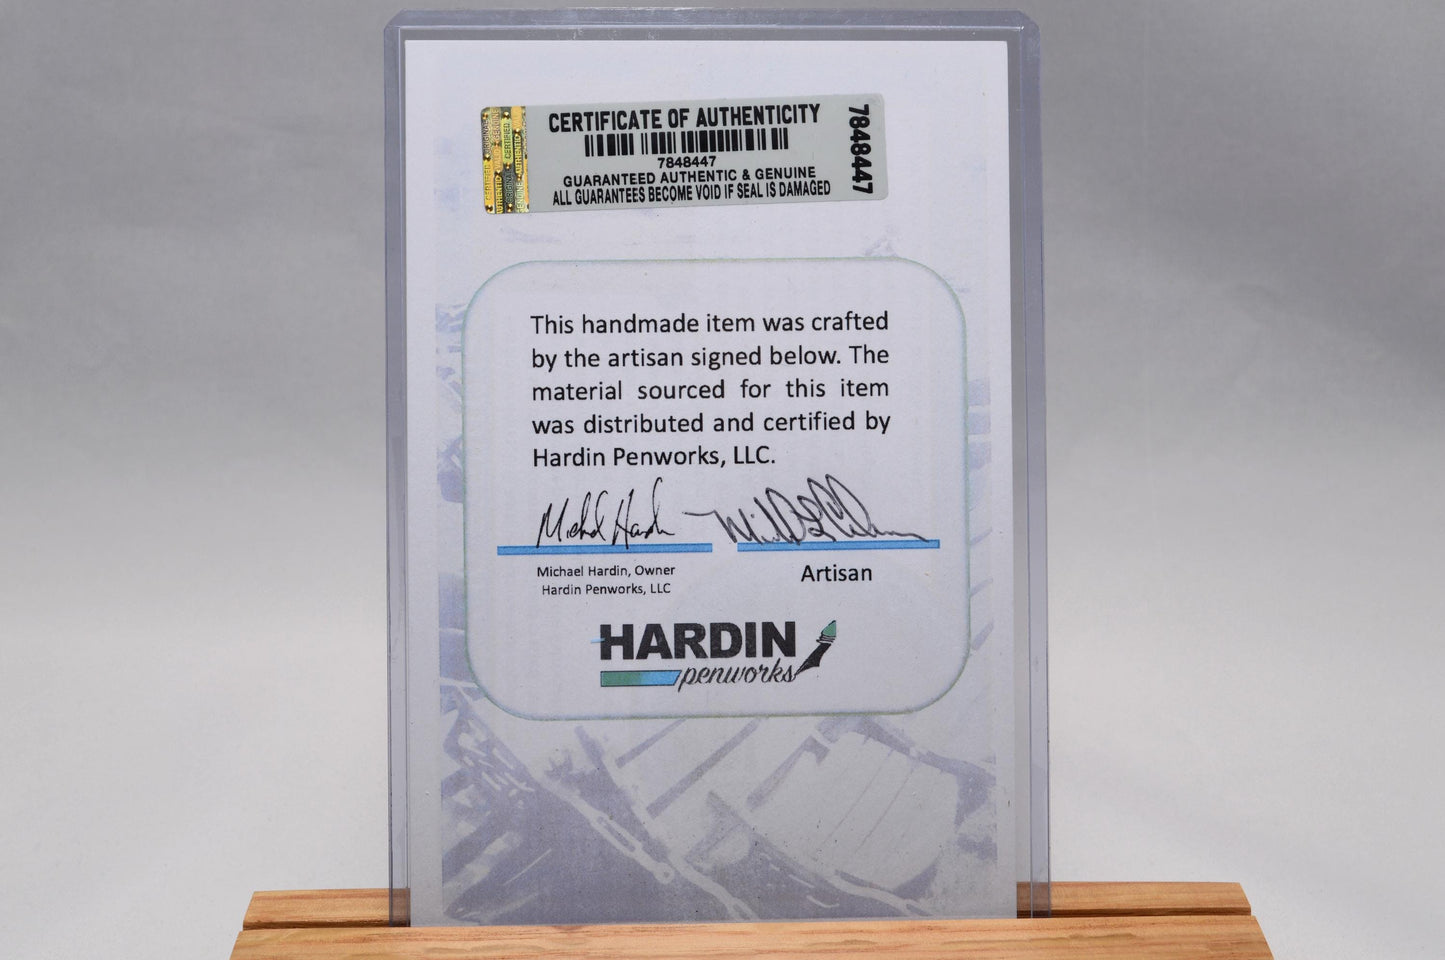 CERTIFICATE OF AUTHENTICITY
7848447
GUARANTEED AUTHENTIC & GENUINE
ALL GUARANTEES BECOME VOID IF SEAL IS DAMAGED
7848447
This handmade item was crafted
by the artisan signed below. The
material sourced for this item
was distributed and certified by
Hardin Penworks, LLC.
Michael Hardin, Owner
Hardin Penworks, LLC
Artisan
HARDIN
penworks